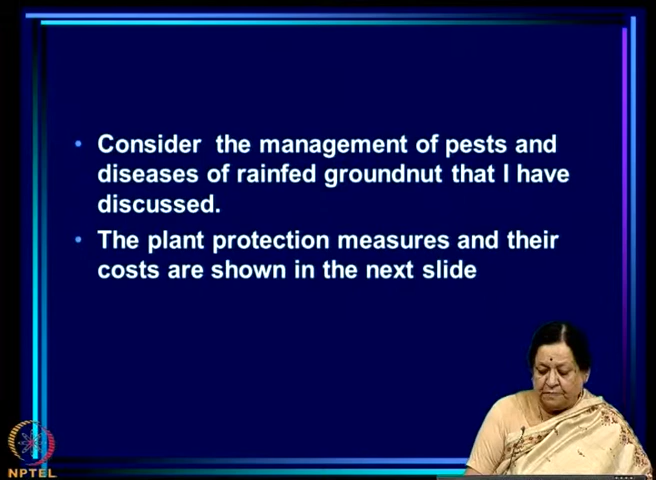 Consider the management of pests and
diseases of rainfed groundnut that I have
discussed.
The plant protection measures and their
costs are shown in the next slide
NPTEL